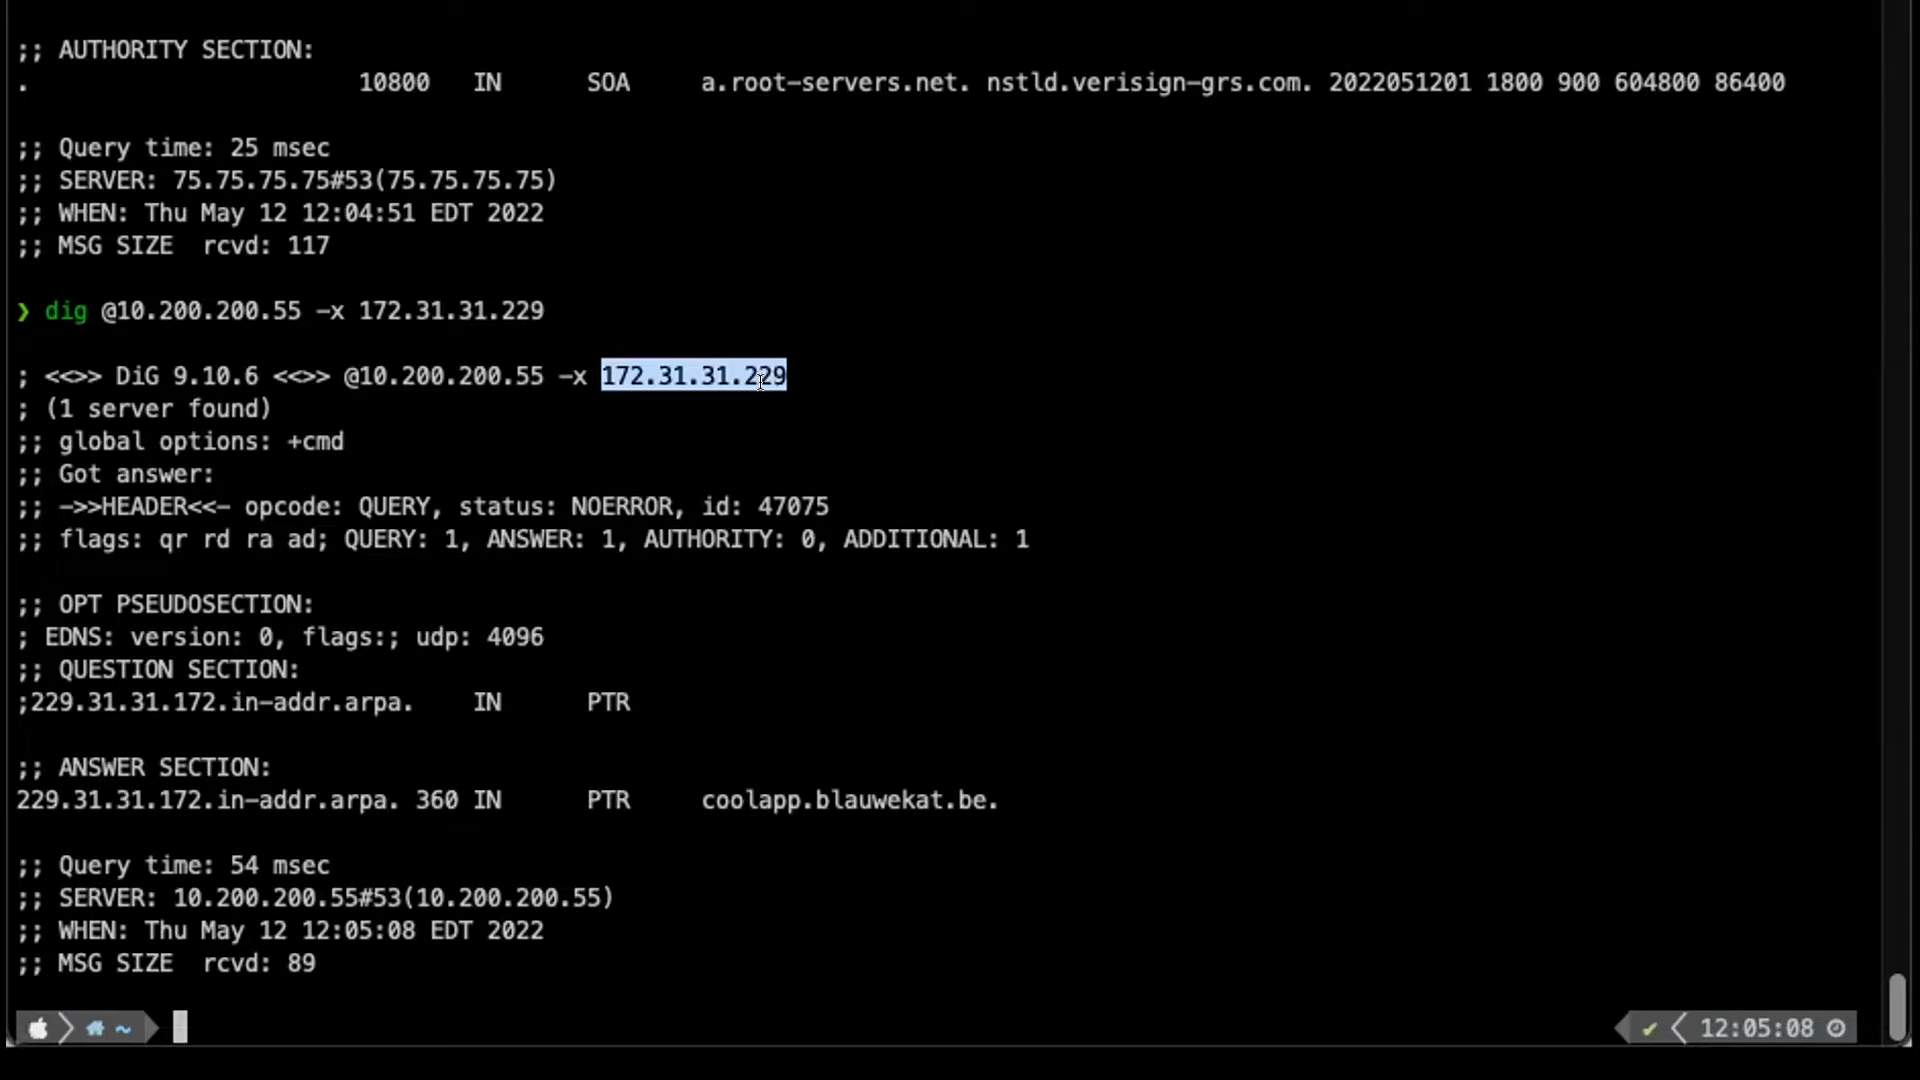 ;; AUTHORITY SECTION:
. 10800 IN SOA a.root-servers.net. nstld.verisign-grs.com. 2022051201 1800 900 604800 86400
;; Query time: 25 msec
;; SERVER: 75.75.75.75#53(75.75.75.75)
;; WHEN: Thu May 12 12:04:51 EDT 2022
;; MSG SIZE  rcvd: 117
❯ dig @10.200.200.55 -x 172.31.31.229
; <<>> DiG 9.10.6 <<>> @10.200.200.55 -x 172.31.31.229
; (1 server found)
;; global options: +cmd
;; Got answer:
;; ->>HEADER<<- opcode: QUERY, status: NOERROR, id: 47075
;; flags: qr rd ra ad; QUERY: 1, ANSWER: 1, AUTHORITY: 0, ADDITIONAL: 1
;; OPT PSEUDOSECTION:
; EDNS: version: 0, flags:; udp: 4096
;; QUESTION SECTION:
;229.31.31.172.in-addr.arpa. IN PTR
;; ANSWER SECTION:
229.31.31.172.in-addr.arpa. 360 IN PTR coolapp.blauwekat.be.
;; Query time: 54 msec
;; SERVER: 10.200.200.55#53(10.200.200.55)
;; WHEN: Thu May 12 12:05:08 EDT 2022
;; MSG SIZE  rcvd: 89
~ ✔ 12:05:08